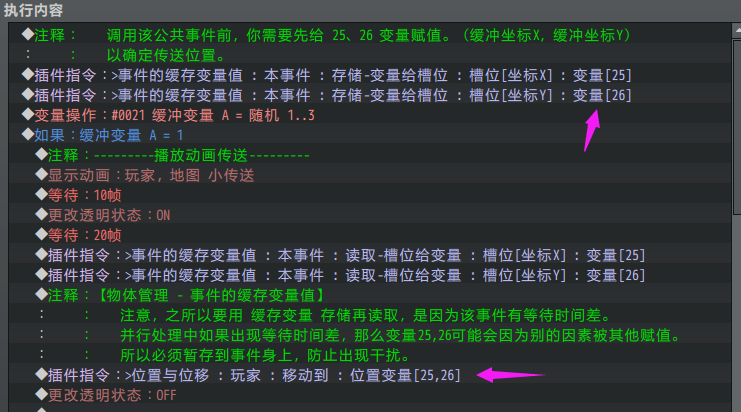 执行内容
◆注释：　调用该公共事件前，你需要先给 25、26 变量赋值。（缓冲坐标X，缓冲坐标Y）
：　　：　以确定传送位置。
◆插件指令：>事件的缓存变量值 : 本事件 : 存储-变量给槽位 : 槽位[坐标X] : 变量[25]
◆插件指令：>事件的缓存变量值 : 本事件 : 存储-变量给槽位 : 槽位[坐标Y] : 变量[26]
◆变量操作：#0021 缓冲变量 A = 随机 1..3
◆如果：缓冲变量 A = 1
◆注释：---------播放动画传送---------
◆显示动画：玩家, 地图 小传送
◆等待：10帧
◆更改透明状态：ON
◆等待：20帧
◆插件指令：>事件的缓存变量值 : 本事件 : 读取-槽位给变量 : 槽位[坐标X] : 变量[25]
◆插件指令：>事件的缓存变量值 : 本事件 : 读取-槽位给变量 : 槽位[坐标Y] : 变量[26]
◆注释：【物体管理 - 事件的缓存变量值】
：　　：　注意，之所以要用 缓存变量 存储再读取，是因为该事件有等待时间差。
：　　：　并行处理中如果出现等待时间差，那么变量25,26可能会因为别的因素被其他赋值。
：　　：　所以必须暂存到事件身上，防止出现干扰。
◆插件指令：>位置与位移 : 玩家 : 移动到 : 位置变量[25,26]
◆更改透明状态：OFF